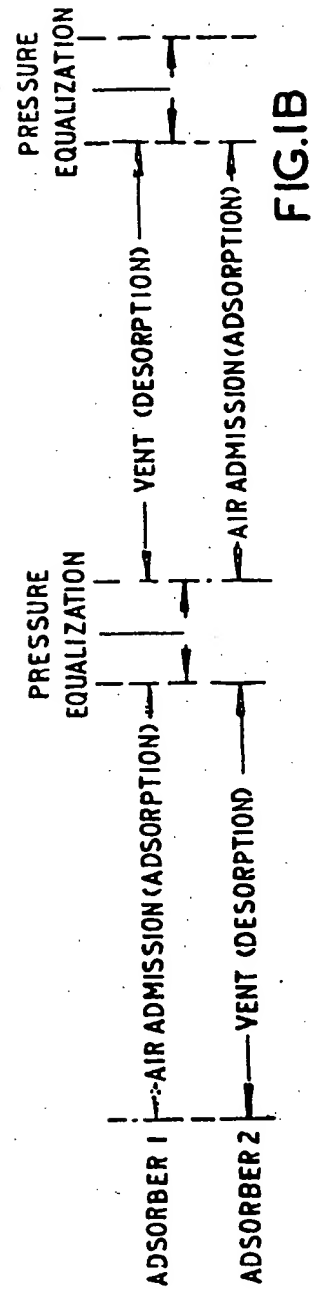 PRESSURE
EQUALIZATION
PRESSURE
EQUALIZATION
ADSORBER 1
AIR ADMISSION (ADSORPTION)
VENT (DESORPTION)
ADSORBER 2
VENT (DESORPTION)
AIR ADMISSION (ADSORPTION)
FIG.1B